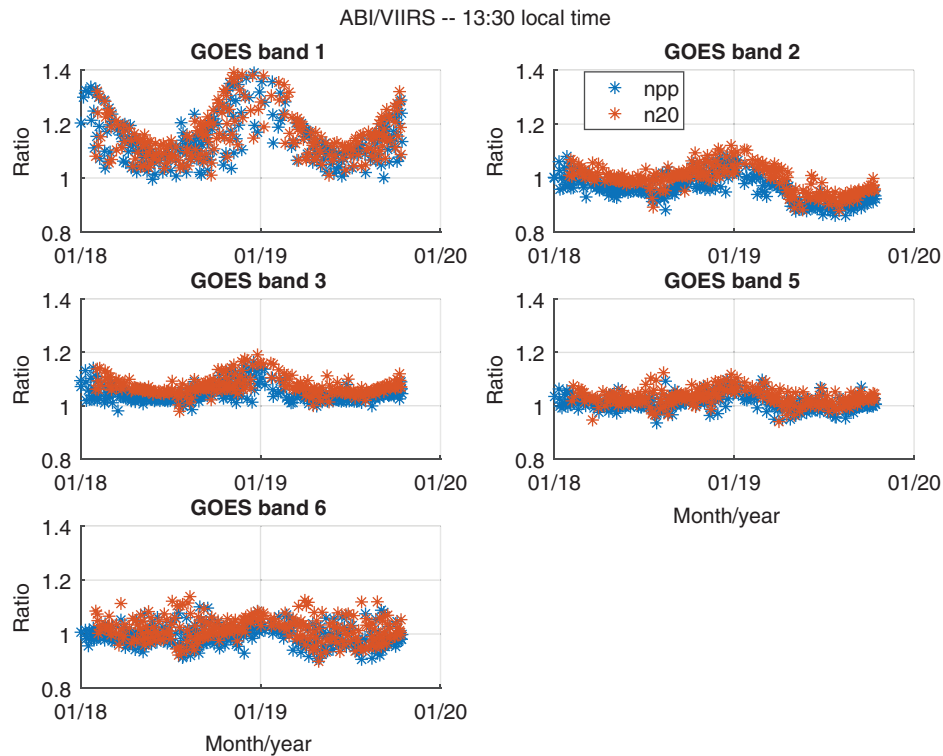 ABI/VIIRS -- 13:30 local time
GOES band 1
Ratio
1.4
1.2
1
0.8
01/18
01/19
01/20
GOES band 2
npp
n20
Ratio
1.4
1.2
1
0.8
01/18
01/19
01/20
GOES band 3
Ratio
1.4
1.2
1
0.8
01/18
01/19
01/20
GOES band 5
Ratio
1.4
1.2
1
0.8
01/18
01/19
01/20
Month/year
GOES band 6
Ratio
1.4
1.2
1
0.8
01/18
01/19
01/20
Month/year